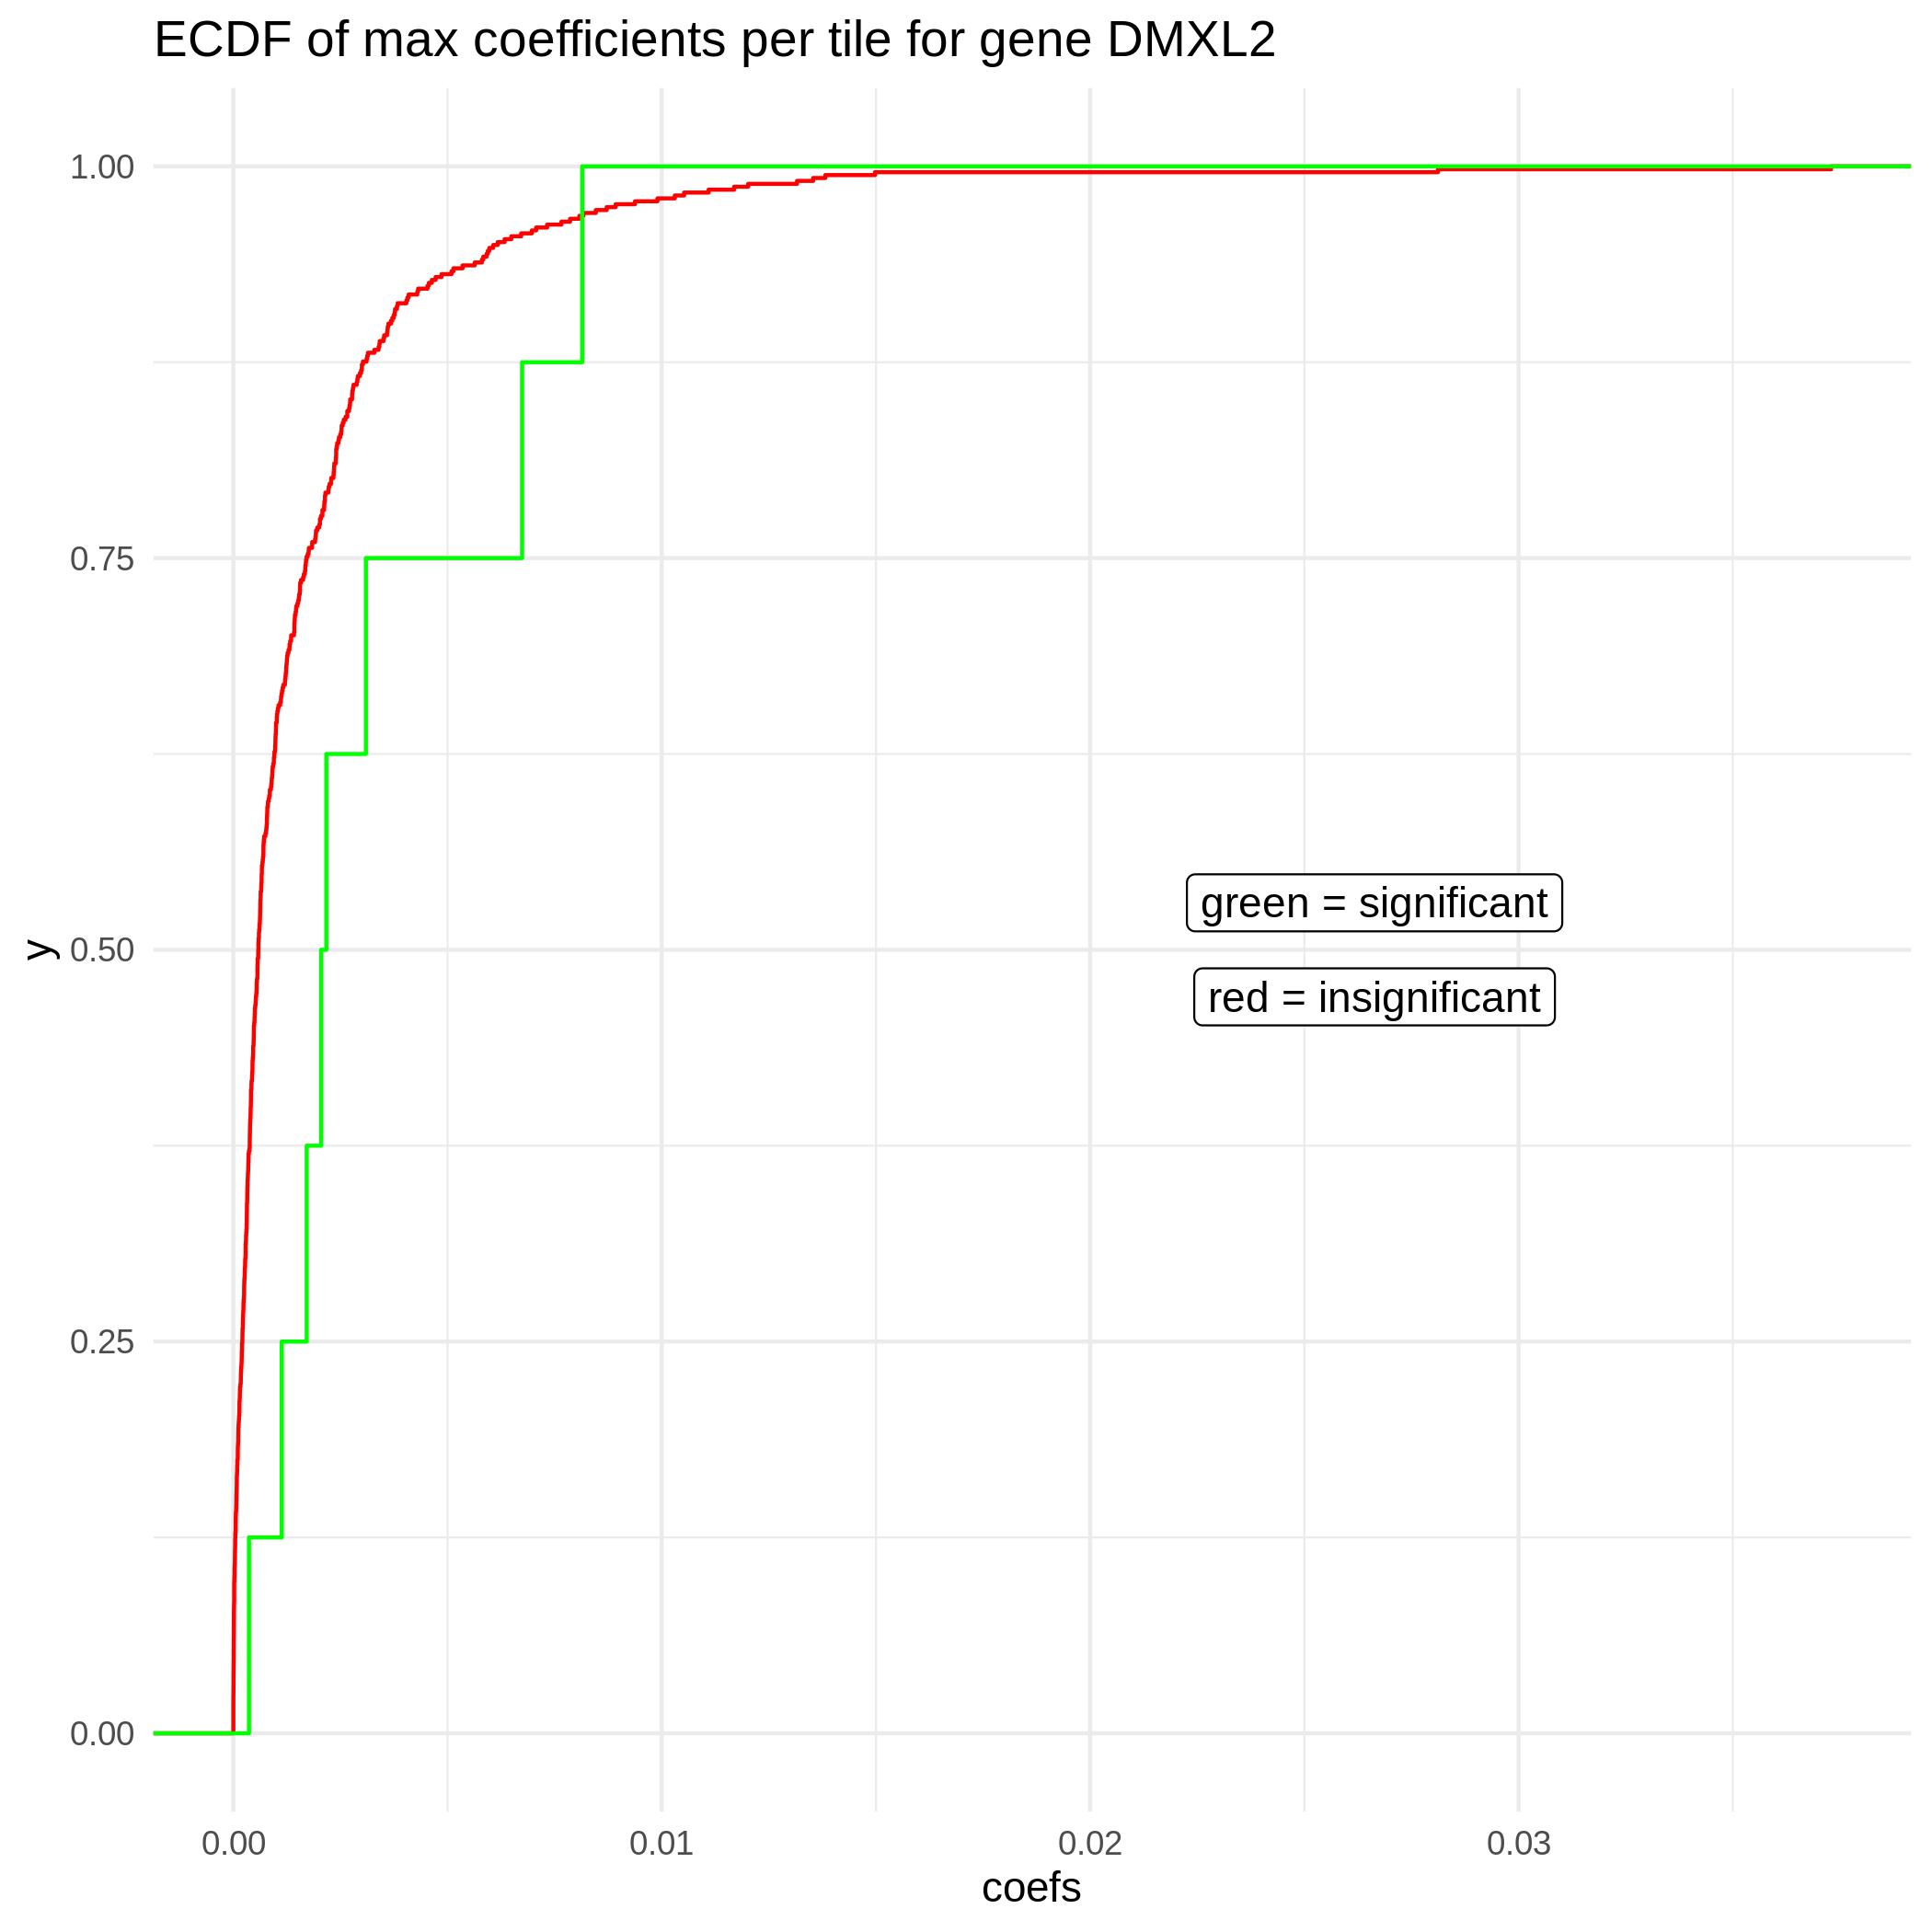 ECDF of max coefficients per tile for gene DMXL2
1.00
0.75
0.50
0.25
0.00
y
green = significant
red = insignificant
0.00 0.01 0.02 0.03
coefs